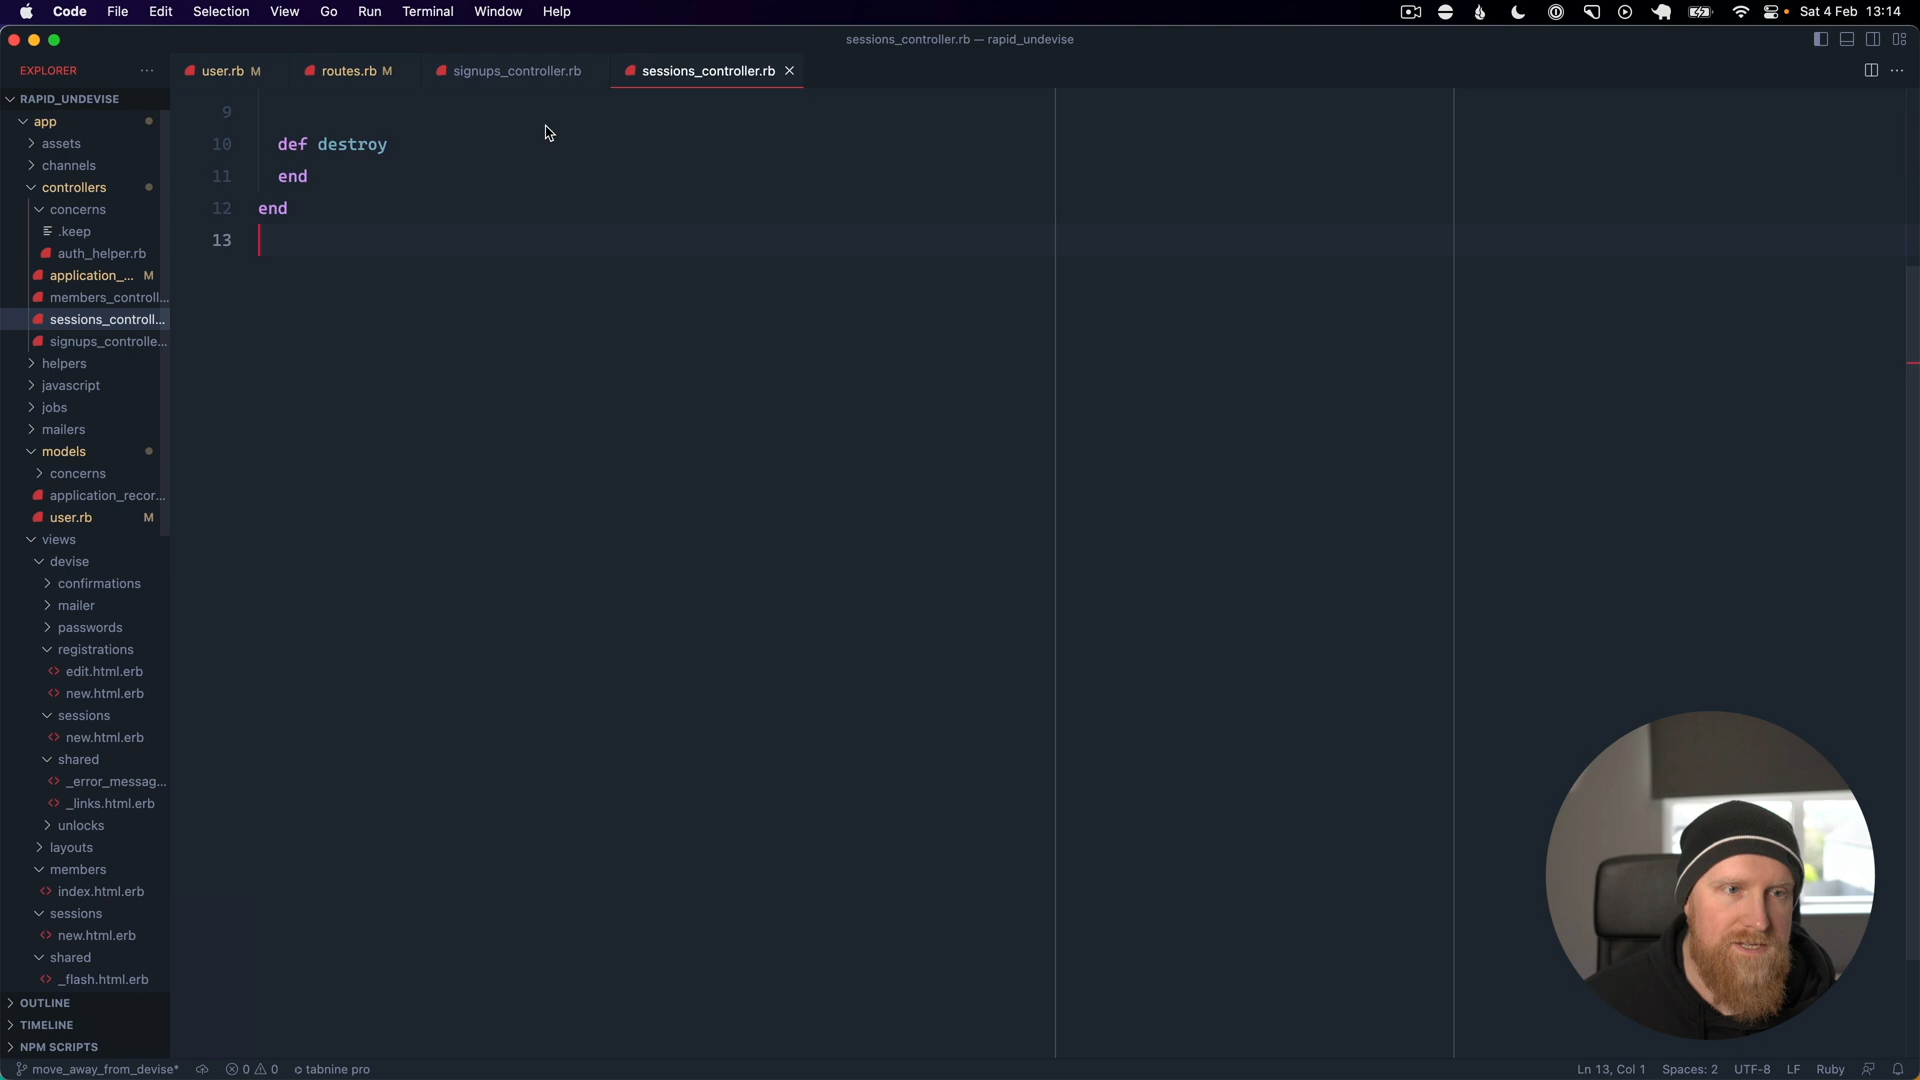 Code File Edit Selection View Go Run Terminal Window Help Sat 4 Feb 13:14
sessions_controller.rb — rapid_undevise
EXPLORER
user.rb M
routes.rb M
signups_controller.rb
sessions_controller.rb
RAPID_UNDEVISE
app
assets
channels
controllers
concerns
.keep
auth_helper.rb
application_... M
members_controll...
sessions_controll...
signups_controlle...
helpers
javascript
jobs
mailers
models
concerns
application_recor...
user.rb M
views
devise
confirmations
mailer
passwords
registrations
edit.html.erb
new.html.erb
sessions
new.html.erb
shared
_error_messag...
_links.html.erb
unlocks
layouts
members
index.html.erb
sessions
new.html.erb
shared
_flash.html.erb
OUTLINE
TIMELINE
NPM SCRIPTS
9
10 def destroy
11 end
12 end
13
move_away_from_devise* 0 0 tabnine pro Ln 13, Col 1 Spaces: 2 UTF-8 LF Ruby